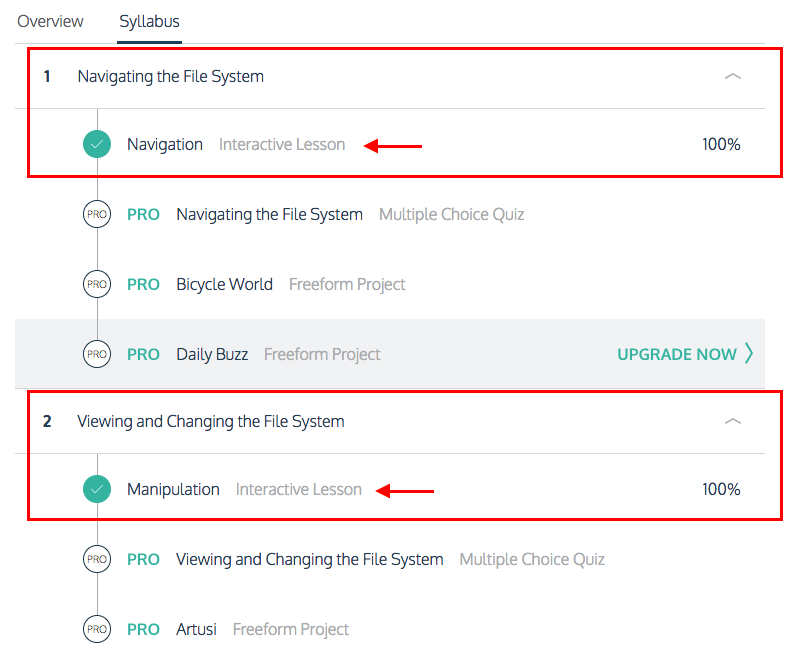 Overview Syllabus
1 Navigating the File System
Navigation Interactive Lesson 100%
PRO PRO Navigating the File System Multiple Choice Quiz
PRO PRO Bicycle World Freeform Project
PRO PRO Daily Buzz Freeform Project UPGRADE NOW
2 Viewing and Changing the File System
Manipulation Interactive Lesson 100%
PRO PRO Viewing and Changing the File System Multiple Choice Quiz
PRO PRO Artusi Freeform Project